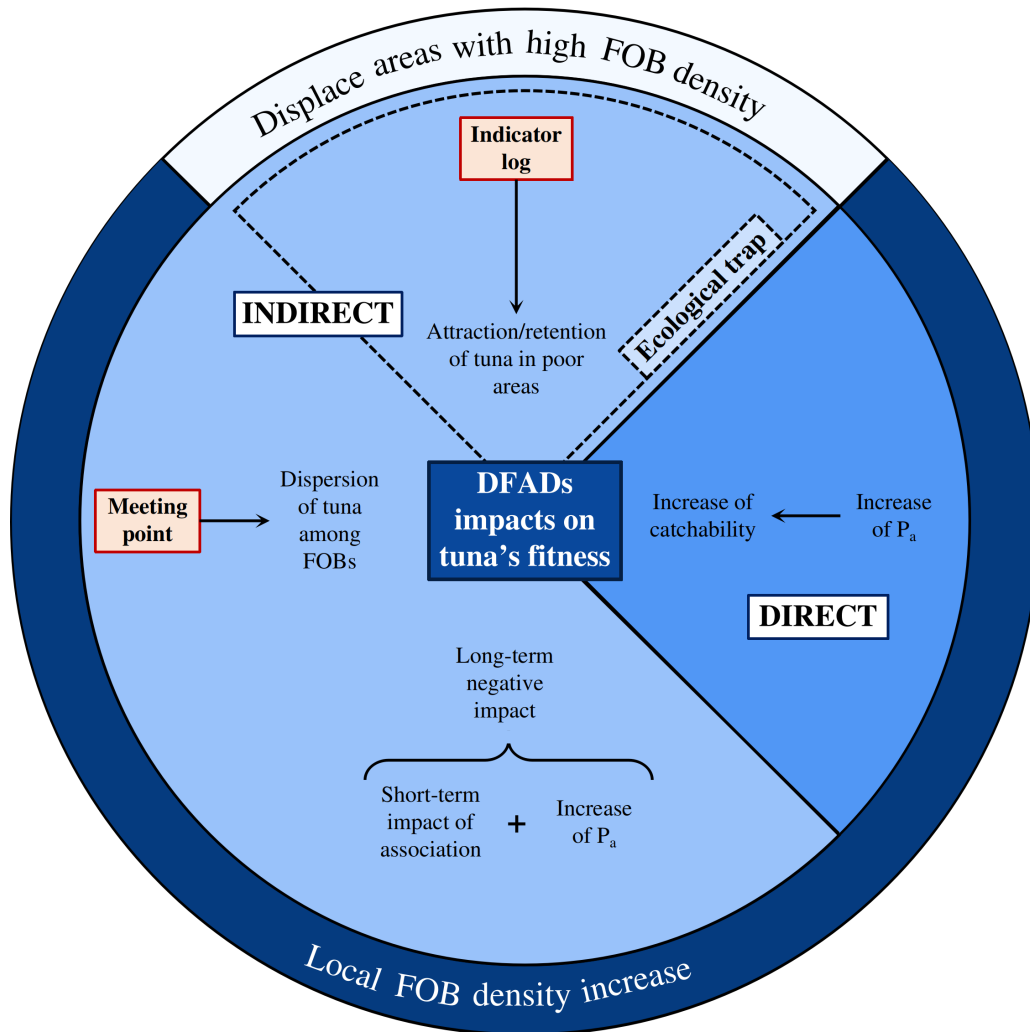 Displace areas with high FOB density
Indicator
log
INDIRECT
Ecological trap
Attraction/retention
of tuna in poor
areas
Meeting
point
Dispersion
of tuna
among
FOBs
DFADs
impacts on
tuna's fitness
Increase of
catchability
Increase
of Pₐ
DIRECT
Long-term
negative
impact
Short-term
impact of
association
+
Increase
of Pₐ
Local FOB density increase